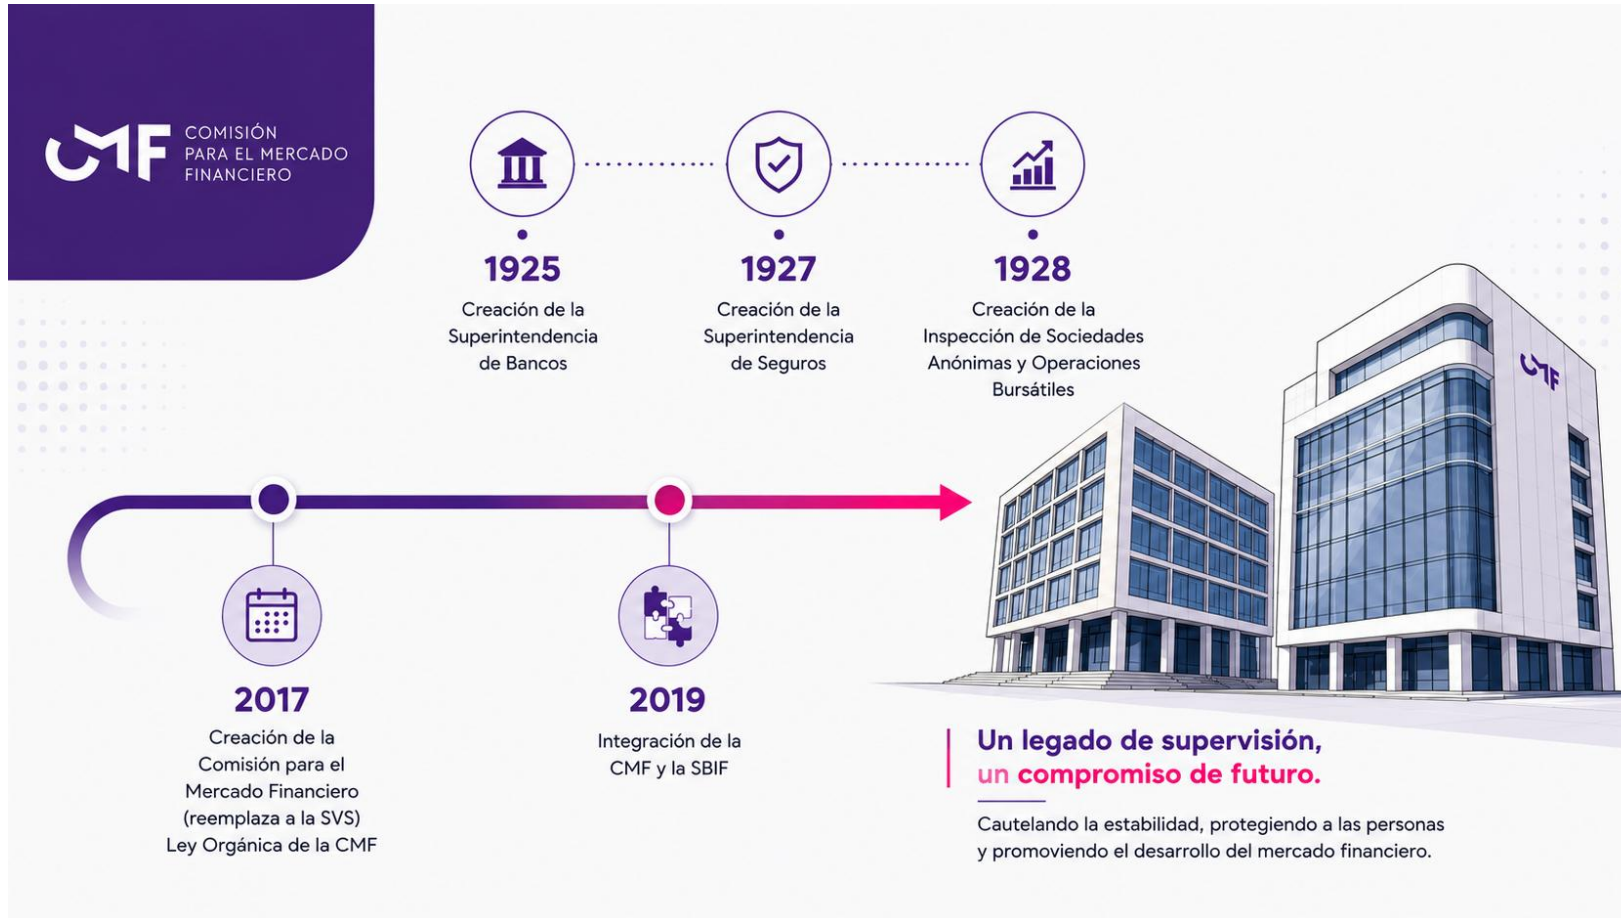 CMF
COMISIÓN
PARA EL MERCADO
FINANCIERO
1925
Creación de la
Superintendencia
de Bancos
1927
Creación de la
Superintendencia
de Seguros
1928
Creación de la
Inspección de Sociedades
Anónimas y Operaciones
Bursátiles
CMF
2017
Creación de la
Comisión para el
Mercado Financiero
(reemplaza a la SVS)
Ley Orgánica de la CMF
2019
Integración de la
CMF y la SBIF
Un legado de supervisión,
un compromiso de futuro.
Cautelando la estabilidad, protegiendo a las personas
y promoviendo el desarrollo del mercado financiero.